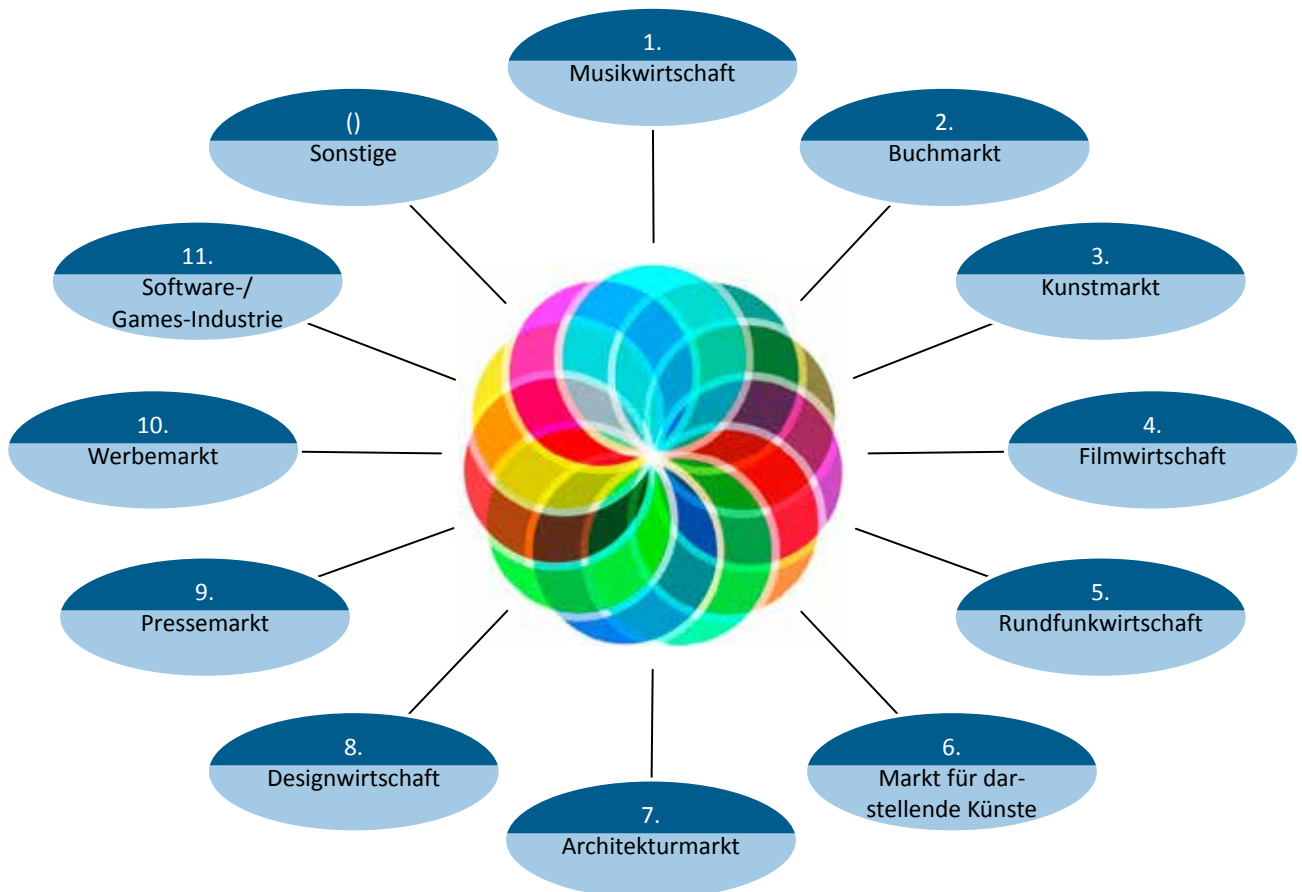 1.
Musikwirtschaft
2.
Buchmarkt
3.
Kunstmarkt
4.
Filmwirtschaft
5.
Rundfunkwirtschaft
6.
Markt für dar-
stellende Künste
7.
Architekturmarkt
8.
Designwirtschaft
9.
Pressemarkt
10.
Werbemarkt
11.
Software-/
Games-Industrie
()
Sonstige